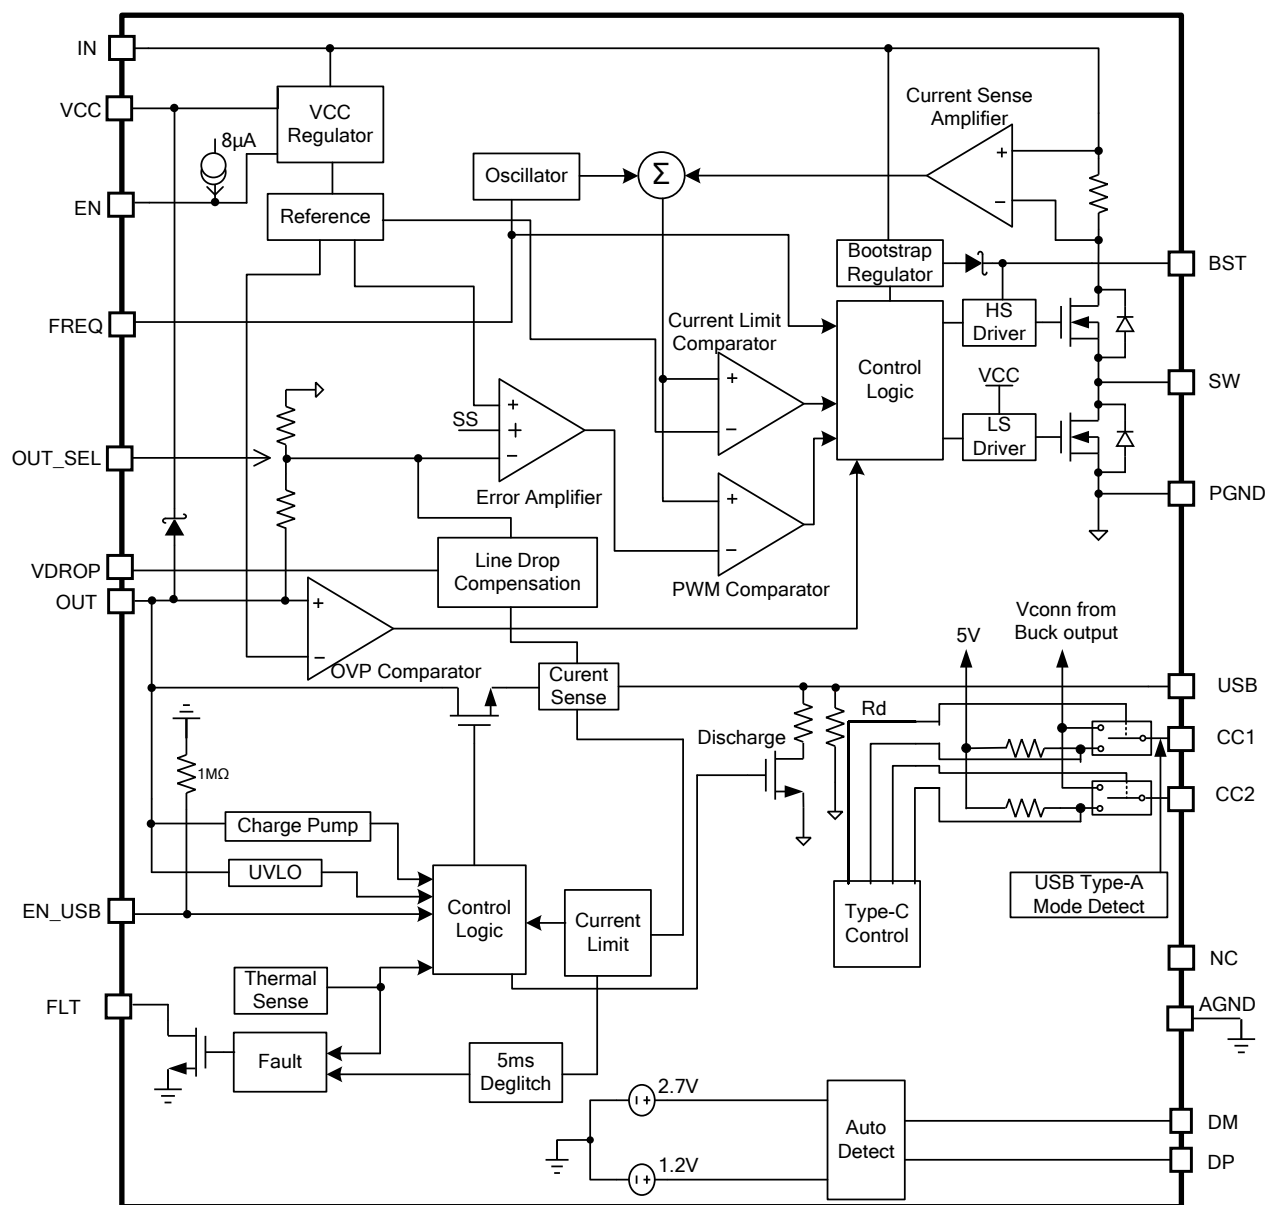 IN
VCC
VCC
Regulator
8µA
EN
Reference
Oscillator
Σ
Current Sense
Amplifier
+
−
Bootstrap
Regulator
BST
FREQ
Current Limit
Comparator
+
−
Control
Logic
HS
Driver
SW
VCC
LS
Driver
PGND
OUT_SEL
SS
+
+
−
Error Amplifier
+
−
PWM Comparator
VDROP
Line Drop
Compensation
OUT
+
−
OVP Comparator
Vconn from
Buck output
5V
Curent
Sense
USB
Rd
CC1
Discharge
1MΩ
CC2
Charge Pump
UVLO
EN_USB
Control
Logic
Current
Limit
Type-C
Control
USB Type-A
Mode Detect
NC
Thermal
Sense
FLT
AGND
Fault
5ms
Deglitch
2.7V
Auto
Detect
DM
1.2V
DP